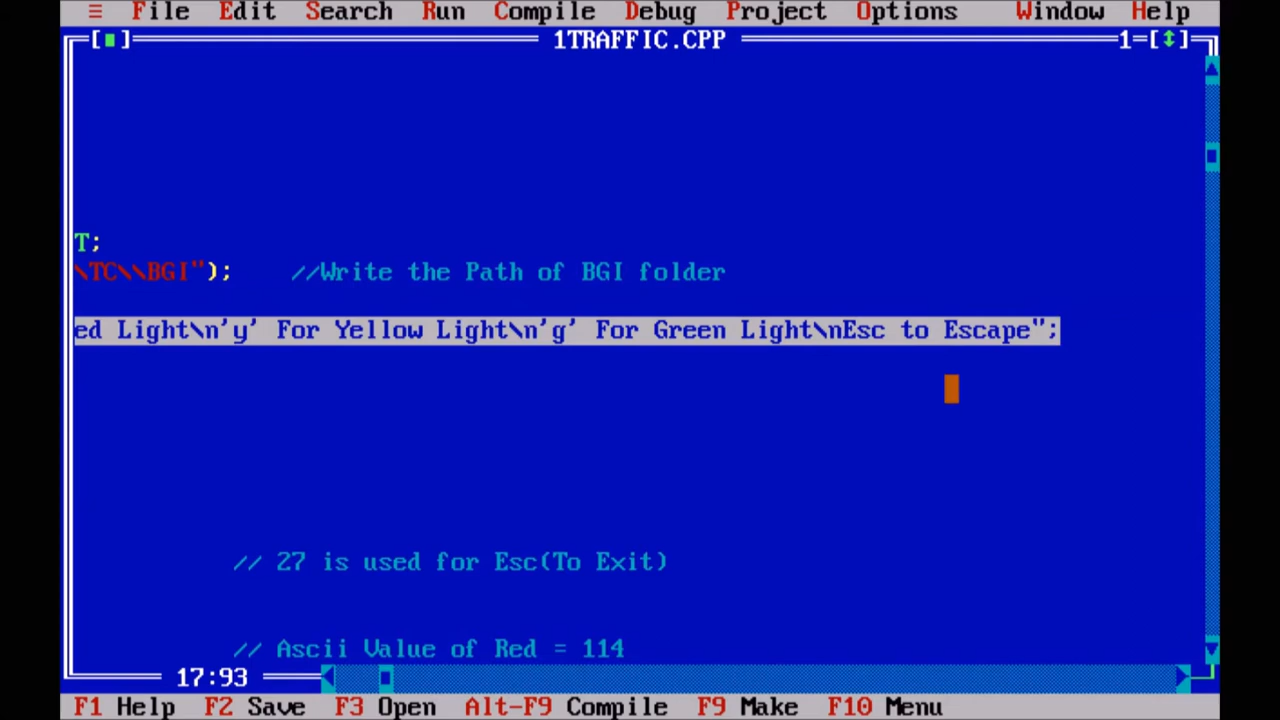 ≡ File Edit Search Run Compile Debug Project Options Window Help
[■] 1TRAFFIC.CPP 1=[↕]
T;
\TC\\BGI"); //Write the Path of BGI folder
ed Light\n'y' For Yellow Light\n'g' For Green Light\nEsc to Escape";
// 27 is used for Esc(To Exit)
// Ascii Value of Red = 114
17:93
F1 Help F2 Save F3 Open Alt-F9 Compile F9 Make F10 Menu